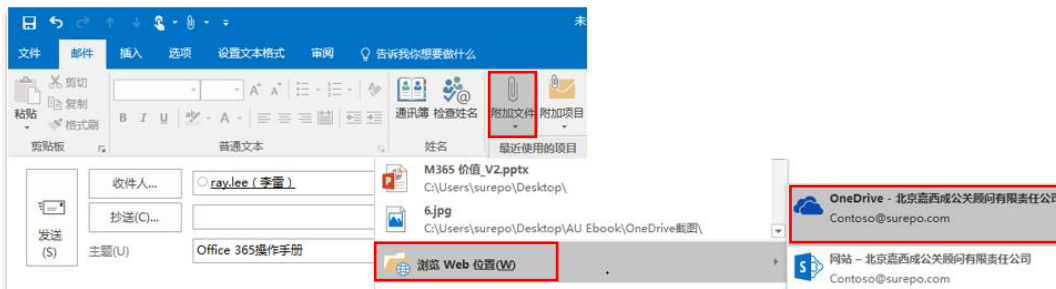 未
文件 邮件 插入 选项 设置文本格式 审阅 告诉我你想要做什么
剪切
复制
格式刷
粘贴
B I U
通讯簿 检查姓名
附加文件 附加项目
剪贴板 普通文本 姓名 最近使用的项目
M365 价值_V2.pptx
C:\Users\surepo\Desktop\
6.jpg
C:\Users\surepo\Desktop\AU Ebook\OneDrive截图\
浏览 Web 位置(W)
OneDrive - 北京嘉西成公关顾问有限责任公司
Contoso@surepo.com
网站 – 北京嘉西成公关顾问有限责任公司
Contoso@surepo.com
发送
(S)
收件人... ray.lee（李雷）
抄送(C)...
主题(U) Office 365操作手册